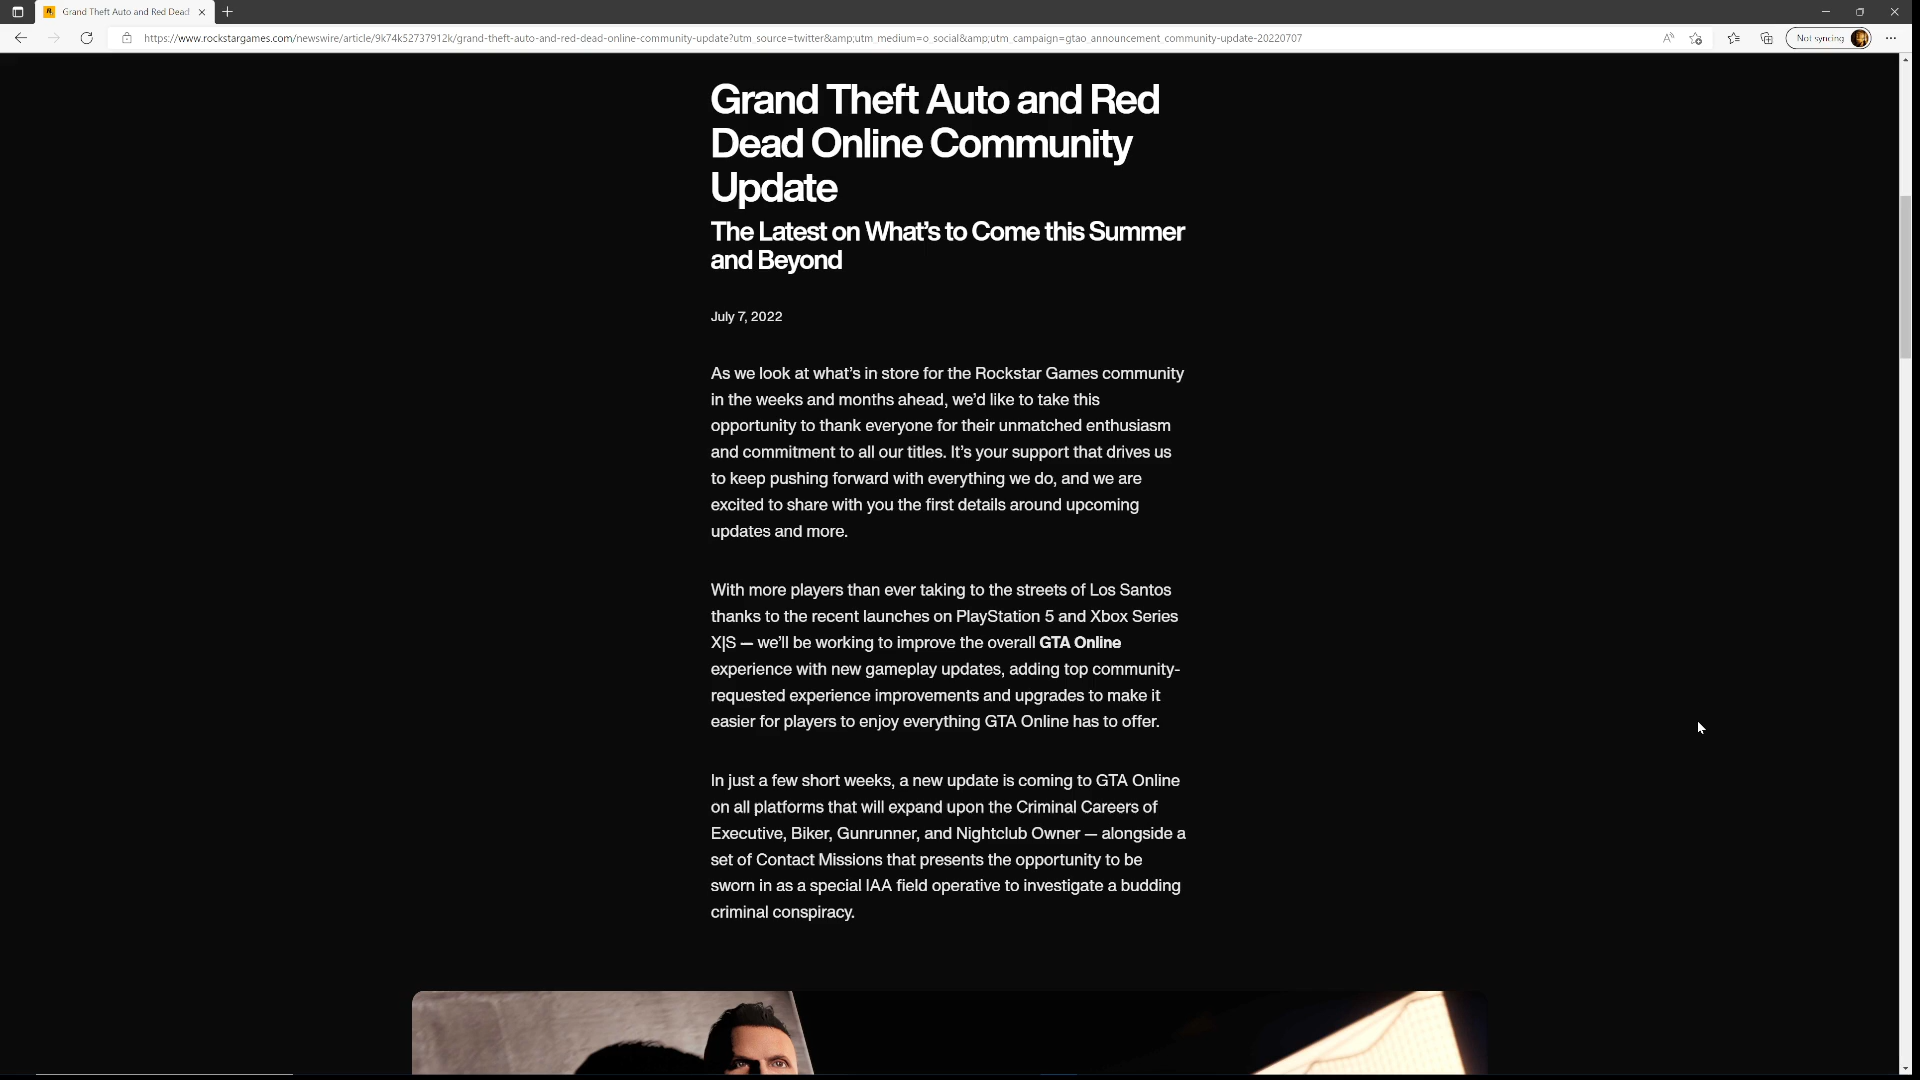 Grand Theft Auto and Red Dead
https://www.rockstargames.com/newswire/article/9k74k52737912k/grand-theft-auto-and-red-dead-online-community-update?utm_source=twitter&amp;utm_medium=o_social&amp;utm_campaign=gtao_announcement_community-update-20220707
Not syncing
Grand Theft Auto and Red
Dead Online Community
Update
The Latest on What's to Come this Summer
and Beyond
July 7, 2022
As we look at what's in store for the Rockstar Games community
in the weeks and months ahead, we'd like to take this
opportunity to thank everyone for their unmatched enthusiasm
and commitment to all our titles. It's your support that drives us
to keep pushing forward with everything we do, and we are
excited to share with you the first details around upcoming
updates and more.
With more players than ever taking to the streets of Los Santos
thanks to the recent launches on PlayStation 5 and Xbox Series
X|S — we'll be working to improve the overall GTA Online
experience with new gameplay updates, adding top community-
requested experience improvements and upgrades to make it
easier for players to enjoy everything GTA Online has to offer.
In just a few short weeks, a new update is coming to GTA Online
on all platforms that will expand upon the Criminal Careers of
Executive, Biker, Gunrunner, and Nightclub Owner — alongside a
set of Contact Missions that presents the opportunity to be
sworn in as a special IAA field operative to investigate a budding
criminal conspiracy.